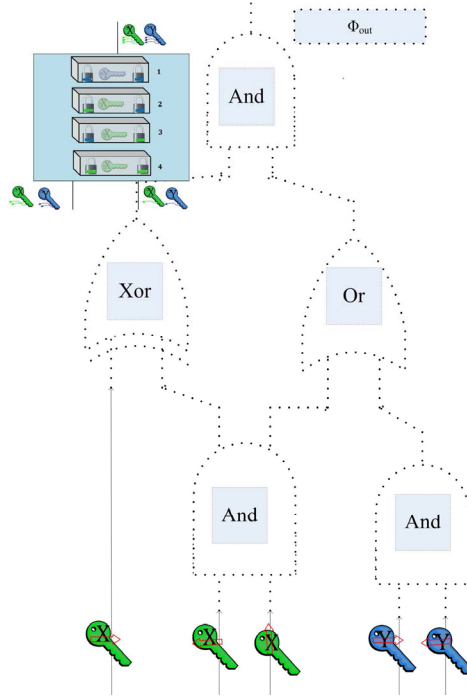 X Y
Φout
X 1
X 2
And
X 3
X 4
X Y X Y
Xor Or
And And
X X X Y Y